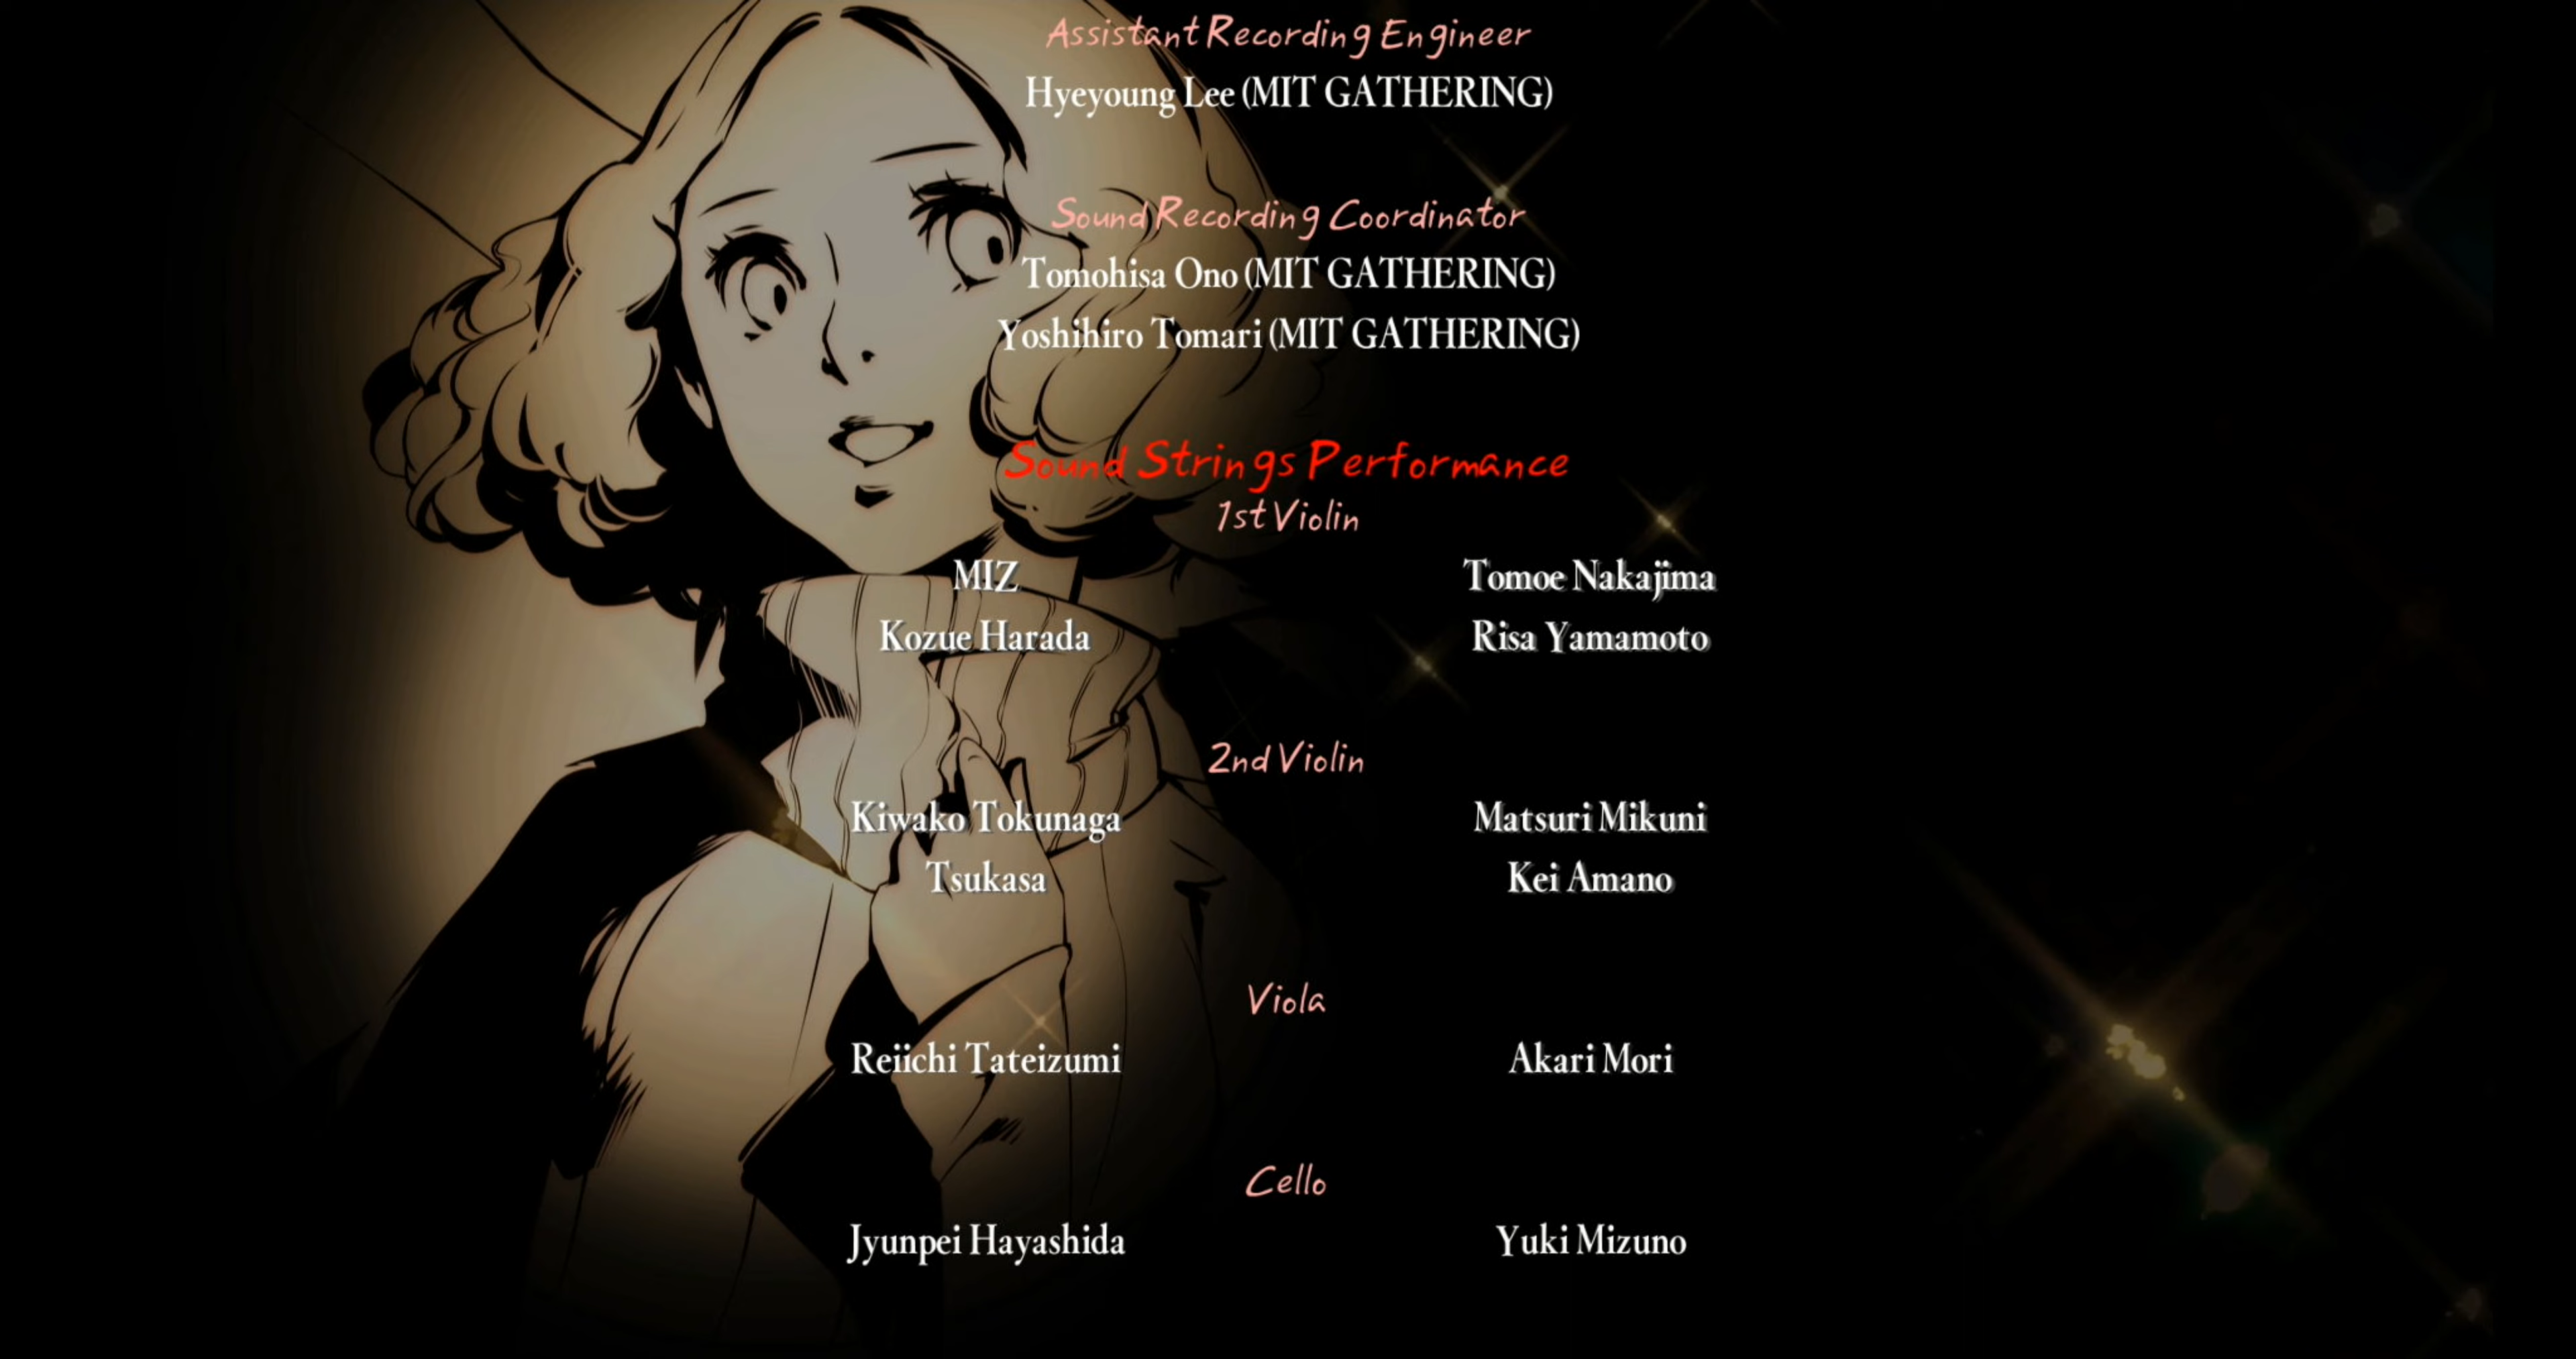 Assistant Recording Engineer
Hyeyoung Lee (MIT GATHERING)
Sound Recording Coordinator
Tomohisa Ono (MIT GATHERING)
Yoshihiro Tomari (MIT GATHERING)
Sound Strings Performance
1st Violin
MIZ Tomoe Nakajima
Kozue Harada Risa Yamamoto
2nd Violin
Kiwako Tokunaga Matsuri Mikuni
Tsukasa Kei Amano
Viola
Reiichi Tateizumi Akari Mori
Cello
Jyunpei Hayashida Yuki Mizuno